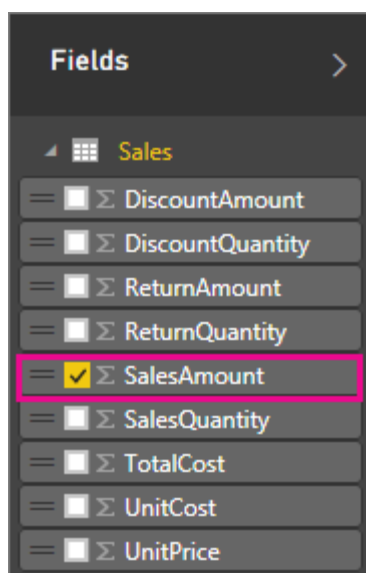 Fields
Sales
Σ DiscountAmount
Σ DiscountQuantity
Σ ReturnAmount
Σ ReturnQuantity
Σ SalesAmount
Σ SalesQuantity
Σ TotalCost
Σ UnitCost
Σ UnitPrice